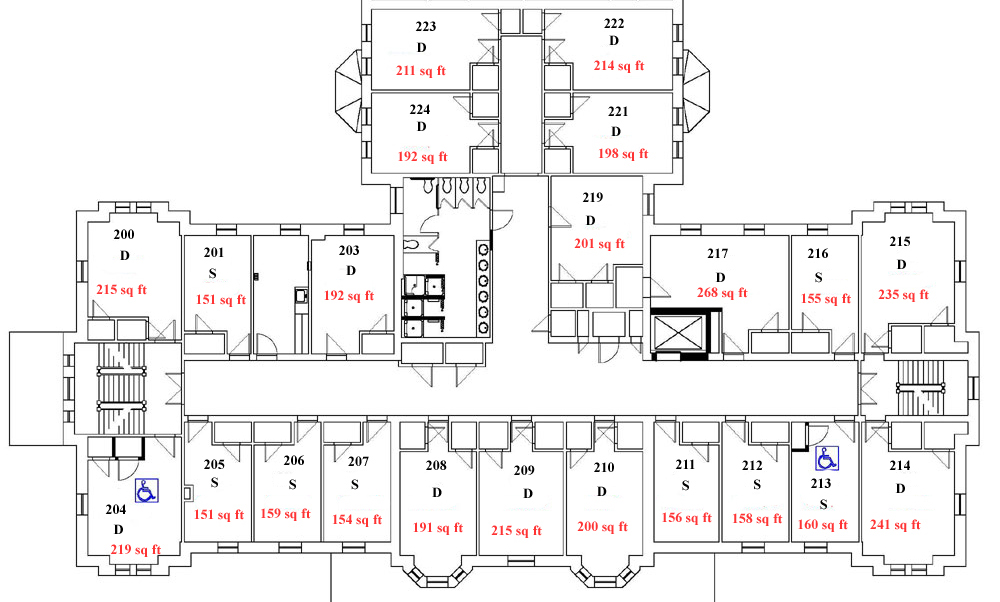 223
D
211 sq ft
222
D
214 sq ft
224
D
192 sq ft
221
D
198 sq ft
219
D
201 sq ft
200
D
215 sq ft
201
S
151 sq ft
203
D
192 sq ft
217
D
268 sq ft
216
S
155 sq ft
215
D
235 sq ft
204
D
219 sq ft
205
S
151 sq ft
206
S
159 sq ft
207
S
154 sq ft
208
D
191 sq ft
209
D
215 sq ft
210
D
200 sq ft
211
S
156 sq ft
212
S
158 sq ft
213
S
160 sq ft
214
D
241 sq ft